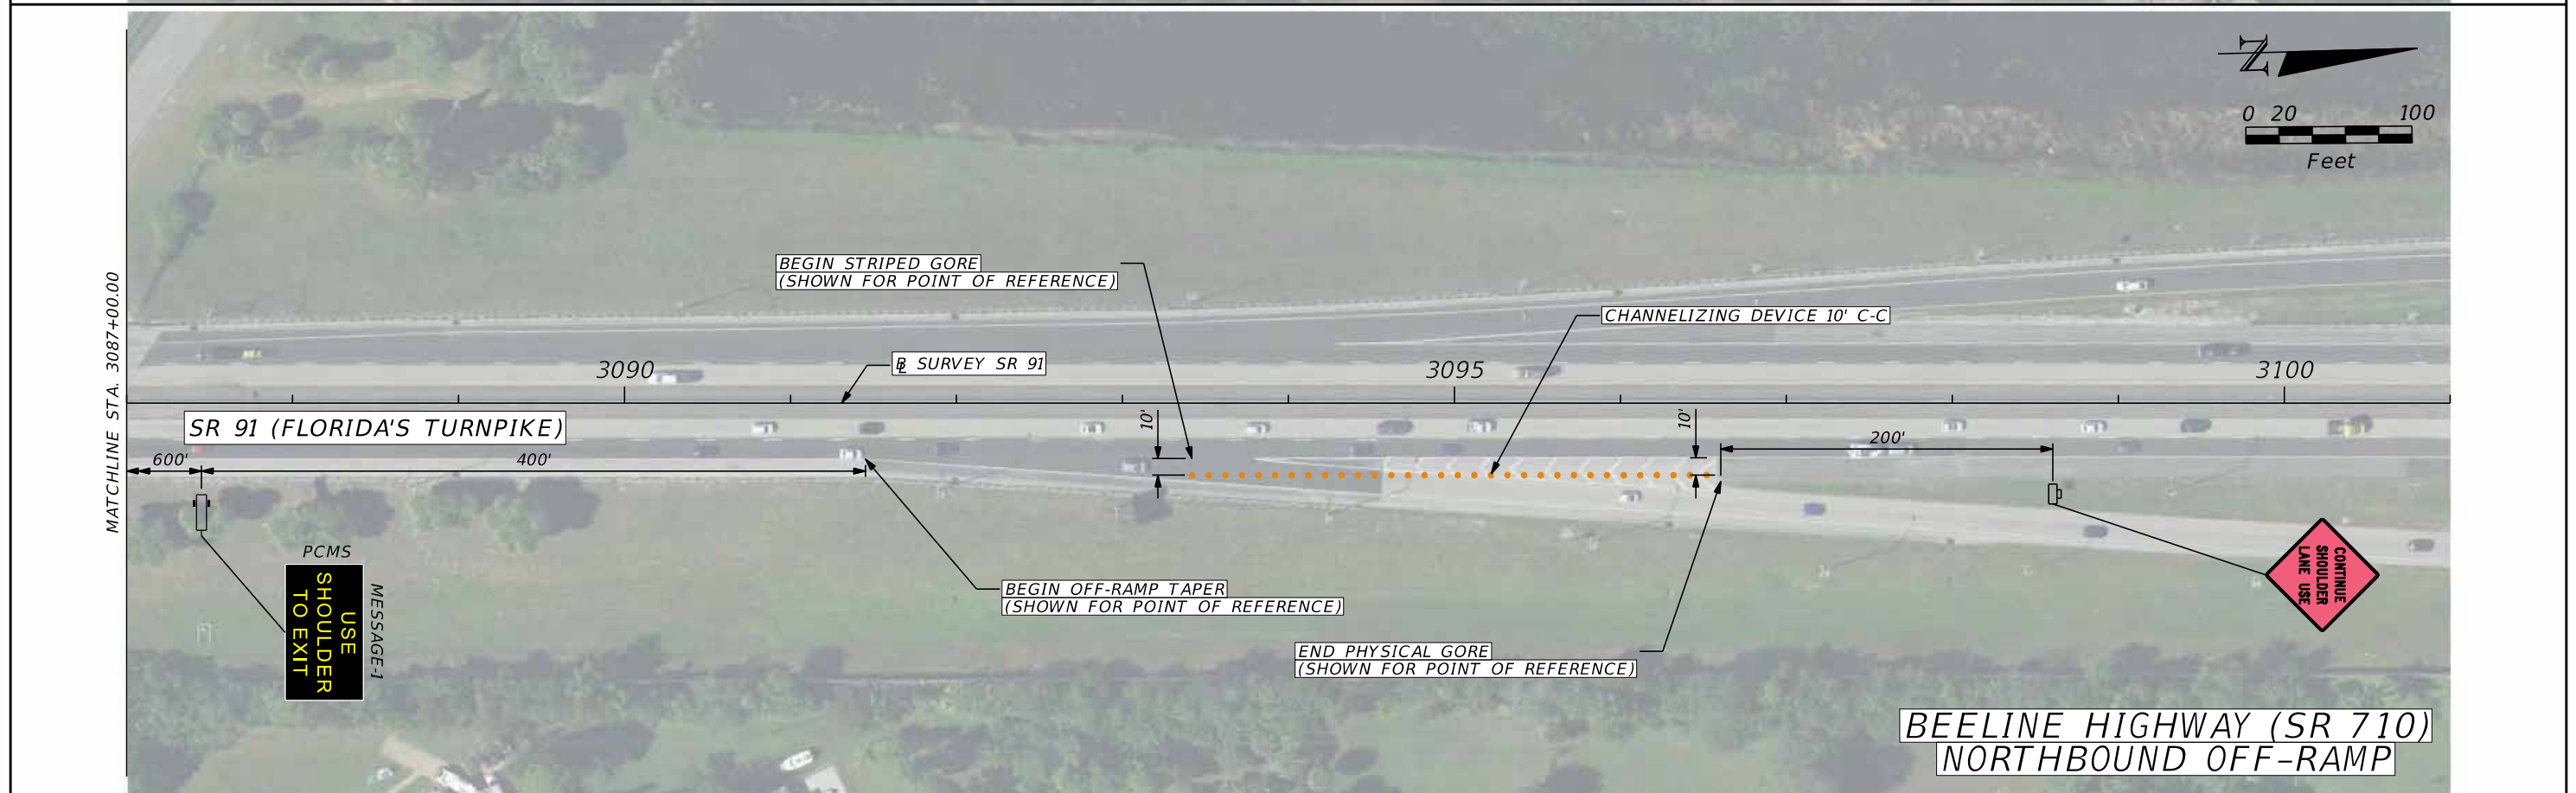 N
0 20 100
Feet
MATCHLINE STA. 3087+00.00
BEGIN STRIPED GORE
(SHOWN FOR POINT OF REFERENCE)
CHANNELIZING DEVICE 10' C-C
℄ SURVEY SR 91
3090
3095
3100
SR 91 (FLORIDA'S TURNPIKE)
600'
400'
10'
10'
200'
PCMS
USE
SHOULDER
TO EXIT
MESSAGE-1
BEGIN OFF-RAMP TAPER
(SHOWN FOR POINT OF REFERENCE)
END PHYSICAL GORE
(SHOWN FOR POINT OF REFERENCE)
CONTINUE
SHOULDER
LANE USE
BEELINE HIGHWAY (SR 710)
NORTHBOUND OFF-RAMP